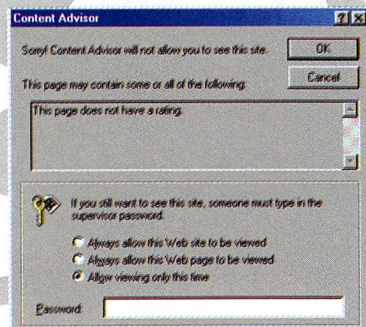 Content Advisor
Sorry! Content Advisor will not allow you to see this site.
OK
This page may contain some or all of the following:
Cancel
This page does not have a rating.
If you still want to see this site, someone must type in the
supervisor password.
Always allow this Web site to be viewed
Always allow this Web page to be viewed
Allow viewing only this time
Password: